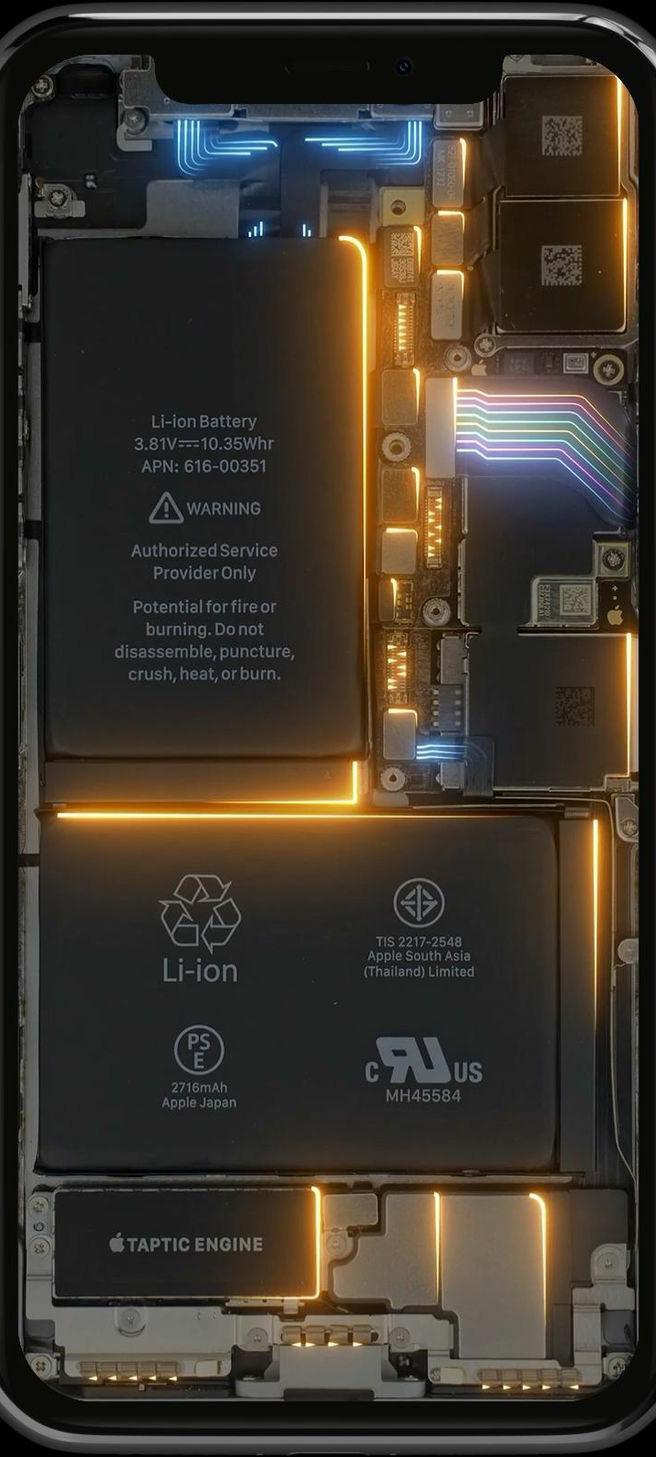 Li-ion Battery
3.81V⎓10.35Whr
APN: 616-00351
WARNING
Authorized Service
Provider Only
Potential for fire or
burning. Do not
disassemble, puncture,
crush, heat, or burn.
Li-ion
TIS 2217-2548
Apple South Asia
(Thailand) Limited
PS
E
2716mAh
Apple Japan
c RU US
MH45584
TAPTIC ENGINE